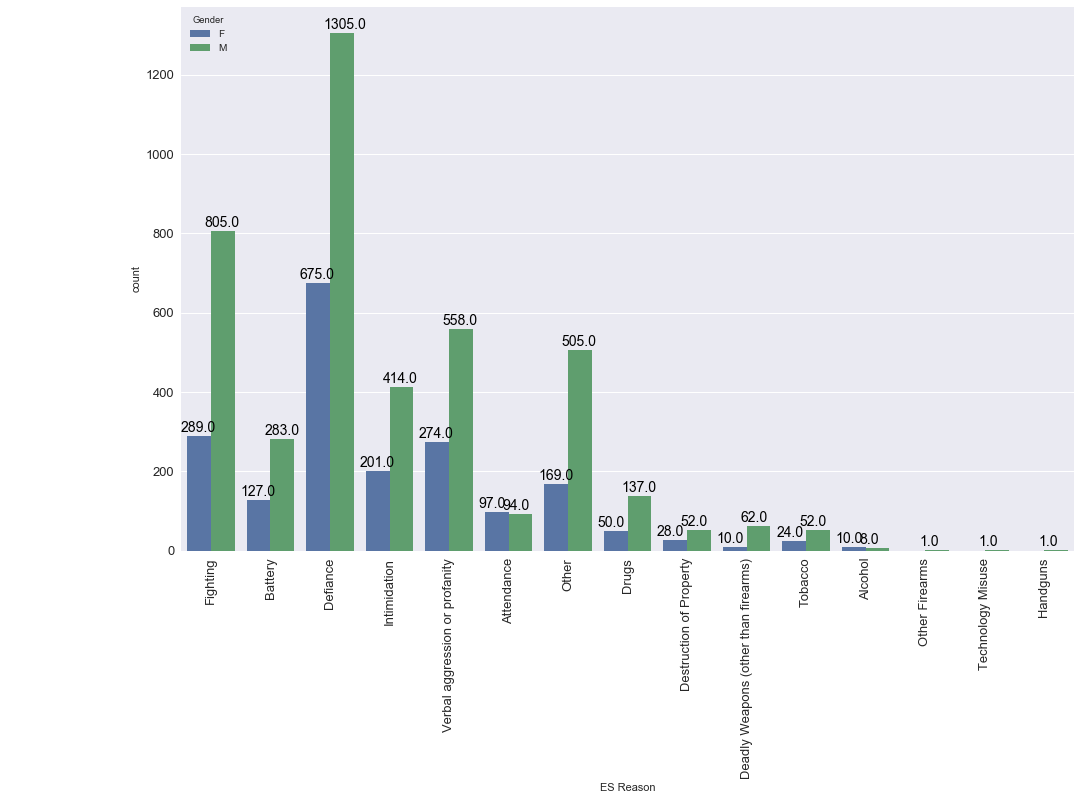 Gender
F
M
1200
1000
800
600
400
200
0
count
289.0
805.0
127.0
283.0
675.0
1305.0
201.0
414.0
274.0
558.0
97.0
94.0
169.0
505.0
50.0
137.0
28.0
52.0
10.0
62.0
24.0
52.0
10.0
8.0
1.0
1.0
1.0
Fighting
Battery
Defiance
Intimidation
Verbal aggression or profanity
Attendance
Other
Drugs
Destruction of Property
Deadly Weapons (other than firearms)
Tobacco
Alcohol
Other Firearms
Technology Misuse
Handguns
ES Reason